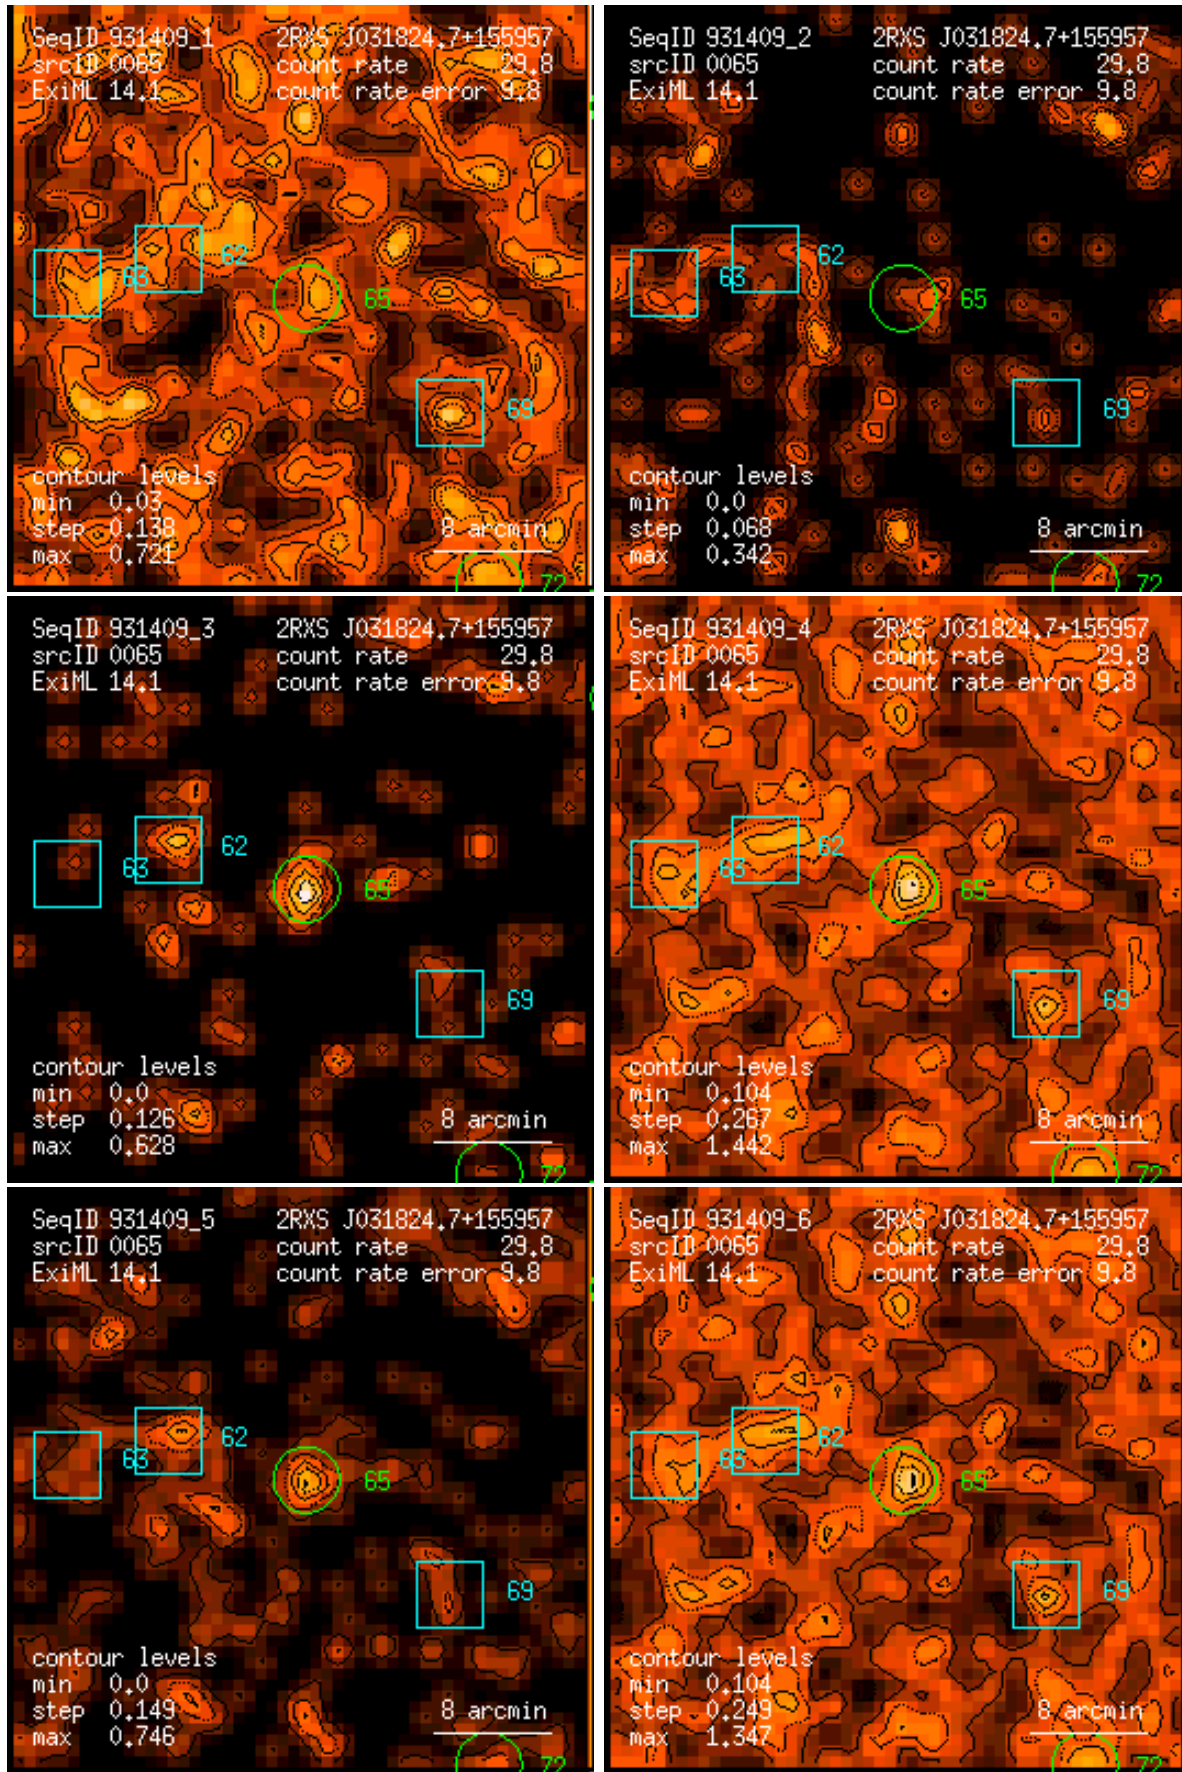 SeqID 931409_1 2RXS J031824.7+155957
srcID 0065 count rate 29.8
ExiML 14.1 count rate error 9.8
62
63
65
69
contour levels
min 0.03
step 0.138 8 arcmin
max 0.721
72
SeqID 931409_2 2RXS J031824.7+155957
srcID 0065 count rate 29.8
ExiML 14.1 count rate error 9.8
62
63
65
69
contour levels
min 0.0
step 0.068 8 arcmin
max 0.342
72
SeqID 931409_3 2RXS J031824.7+155957
srcID 0065 count rate 29.8
ExiML 14.1 count rate error 9.8
62
63
65
69
contour levels
min 0.0
step 0.126 8 arcmin
max 0.628
72
SeqID 931409_4 2RXS J031824.7+155957
srcID 0065 count rate 29.8
ExiML 14.1 count rate error 9.8
62
63
65
69
contour levels
min 0.104
step 0.267 8 arcmin
max 1.442
72
SeqID 931409_5 2RXS J031824.7+155957
srcID 0065 count rate 29.8
ExiML 14.1 count rate error 9.8
62
63
65
69
contour levels
min 0.0
step 0.149 8 arcmin
max 0.746
72
SeqID 931409_6 2RXS J031824.7+155957
srcID 0065 count rate 29.8
ExiML 14.1 count rate error 9.8
62
63
65
69
contour levels
min 0.104
step 0.249 8 arcmin
max 1.347
72